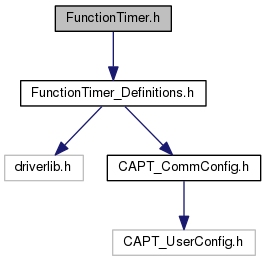 FunctionTimer.h
FunctionTimer_Definitions.h
driverlib.h
CAPT_CommConfig.h
CAPT_UserConfig.h